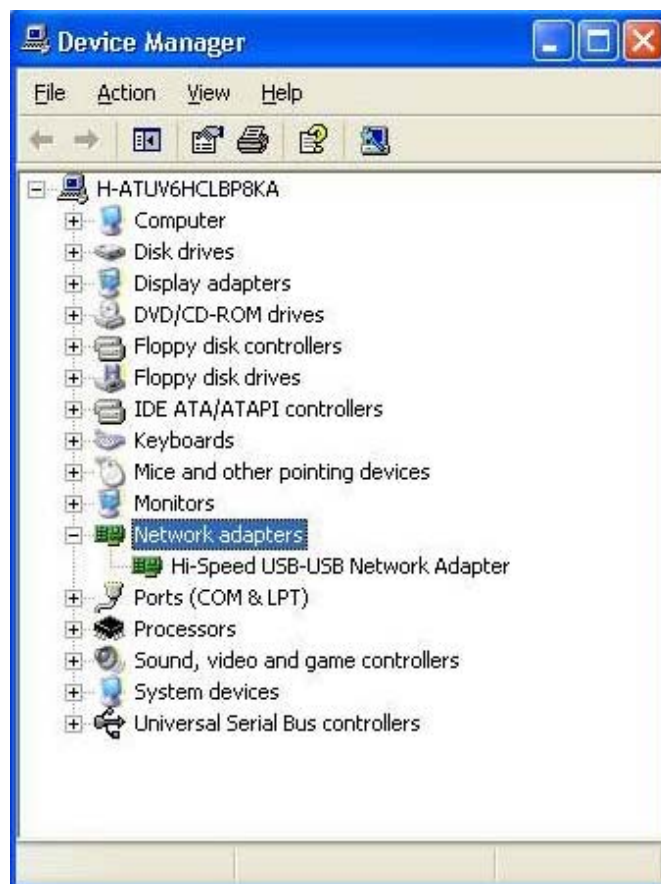 Device Manager
File Action View Help
H-ATUV6HCLBP8KA
Computer
Disk drives
Display adapters
DVD/CD-ROM drives
Floppy disk controllers
Floppy disk drives
IDE ATA/ATAPI controllers
Keyboards
Mice and other pointing devices
Monitors
Network adapters
Hi-Speed USB-USB Network Adapter
Ports (COM & LPT)
Processors
Sound, video and game controllers
System devices
Universal Serial Bus controllers